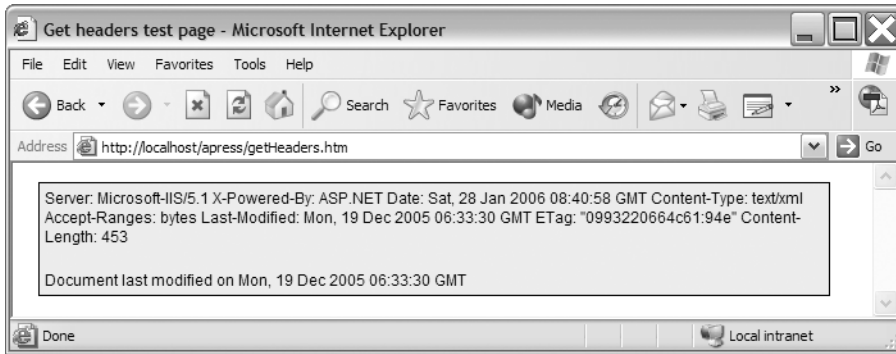 Get headers test page - Microsoft Internet Explorer
File Edit View Favorites Tools Help
Back Search Favorites Media »
Address http://localhost/apress/getHeaders.htm Go
Server: Microsoft-IIS/5.1 X-Powered-By: ASP.NET Date: Sat, 28 Jan 2006 08:40:58 GMT Content-Type: text/xml
Accept-Ranges: bytes Last-Modified: Mon, 19 Dec 2005 06:33:30 GMT ETag: "0993220664c61:94e" Content-
Length: 453
Document last modified on Mon, 19 Dec 2005 06:33:30 GMT
Done Local intranet